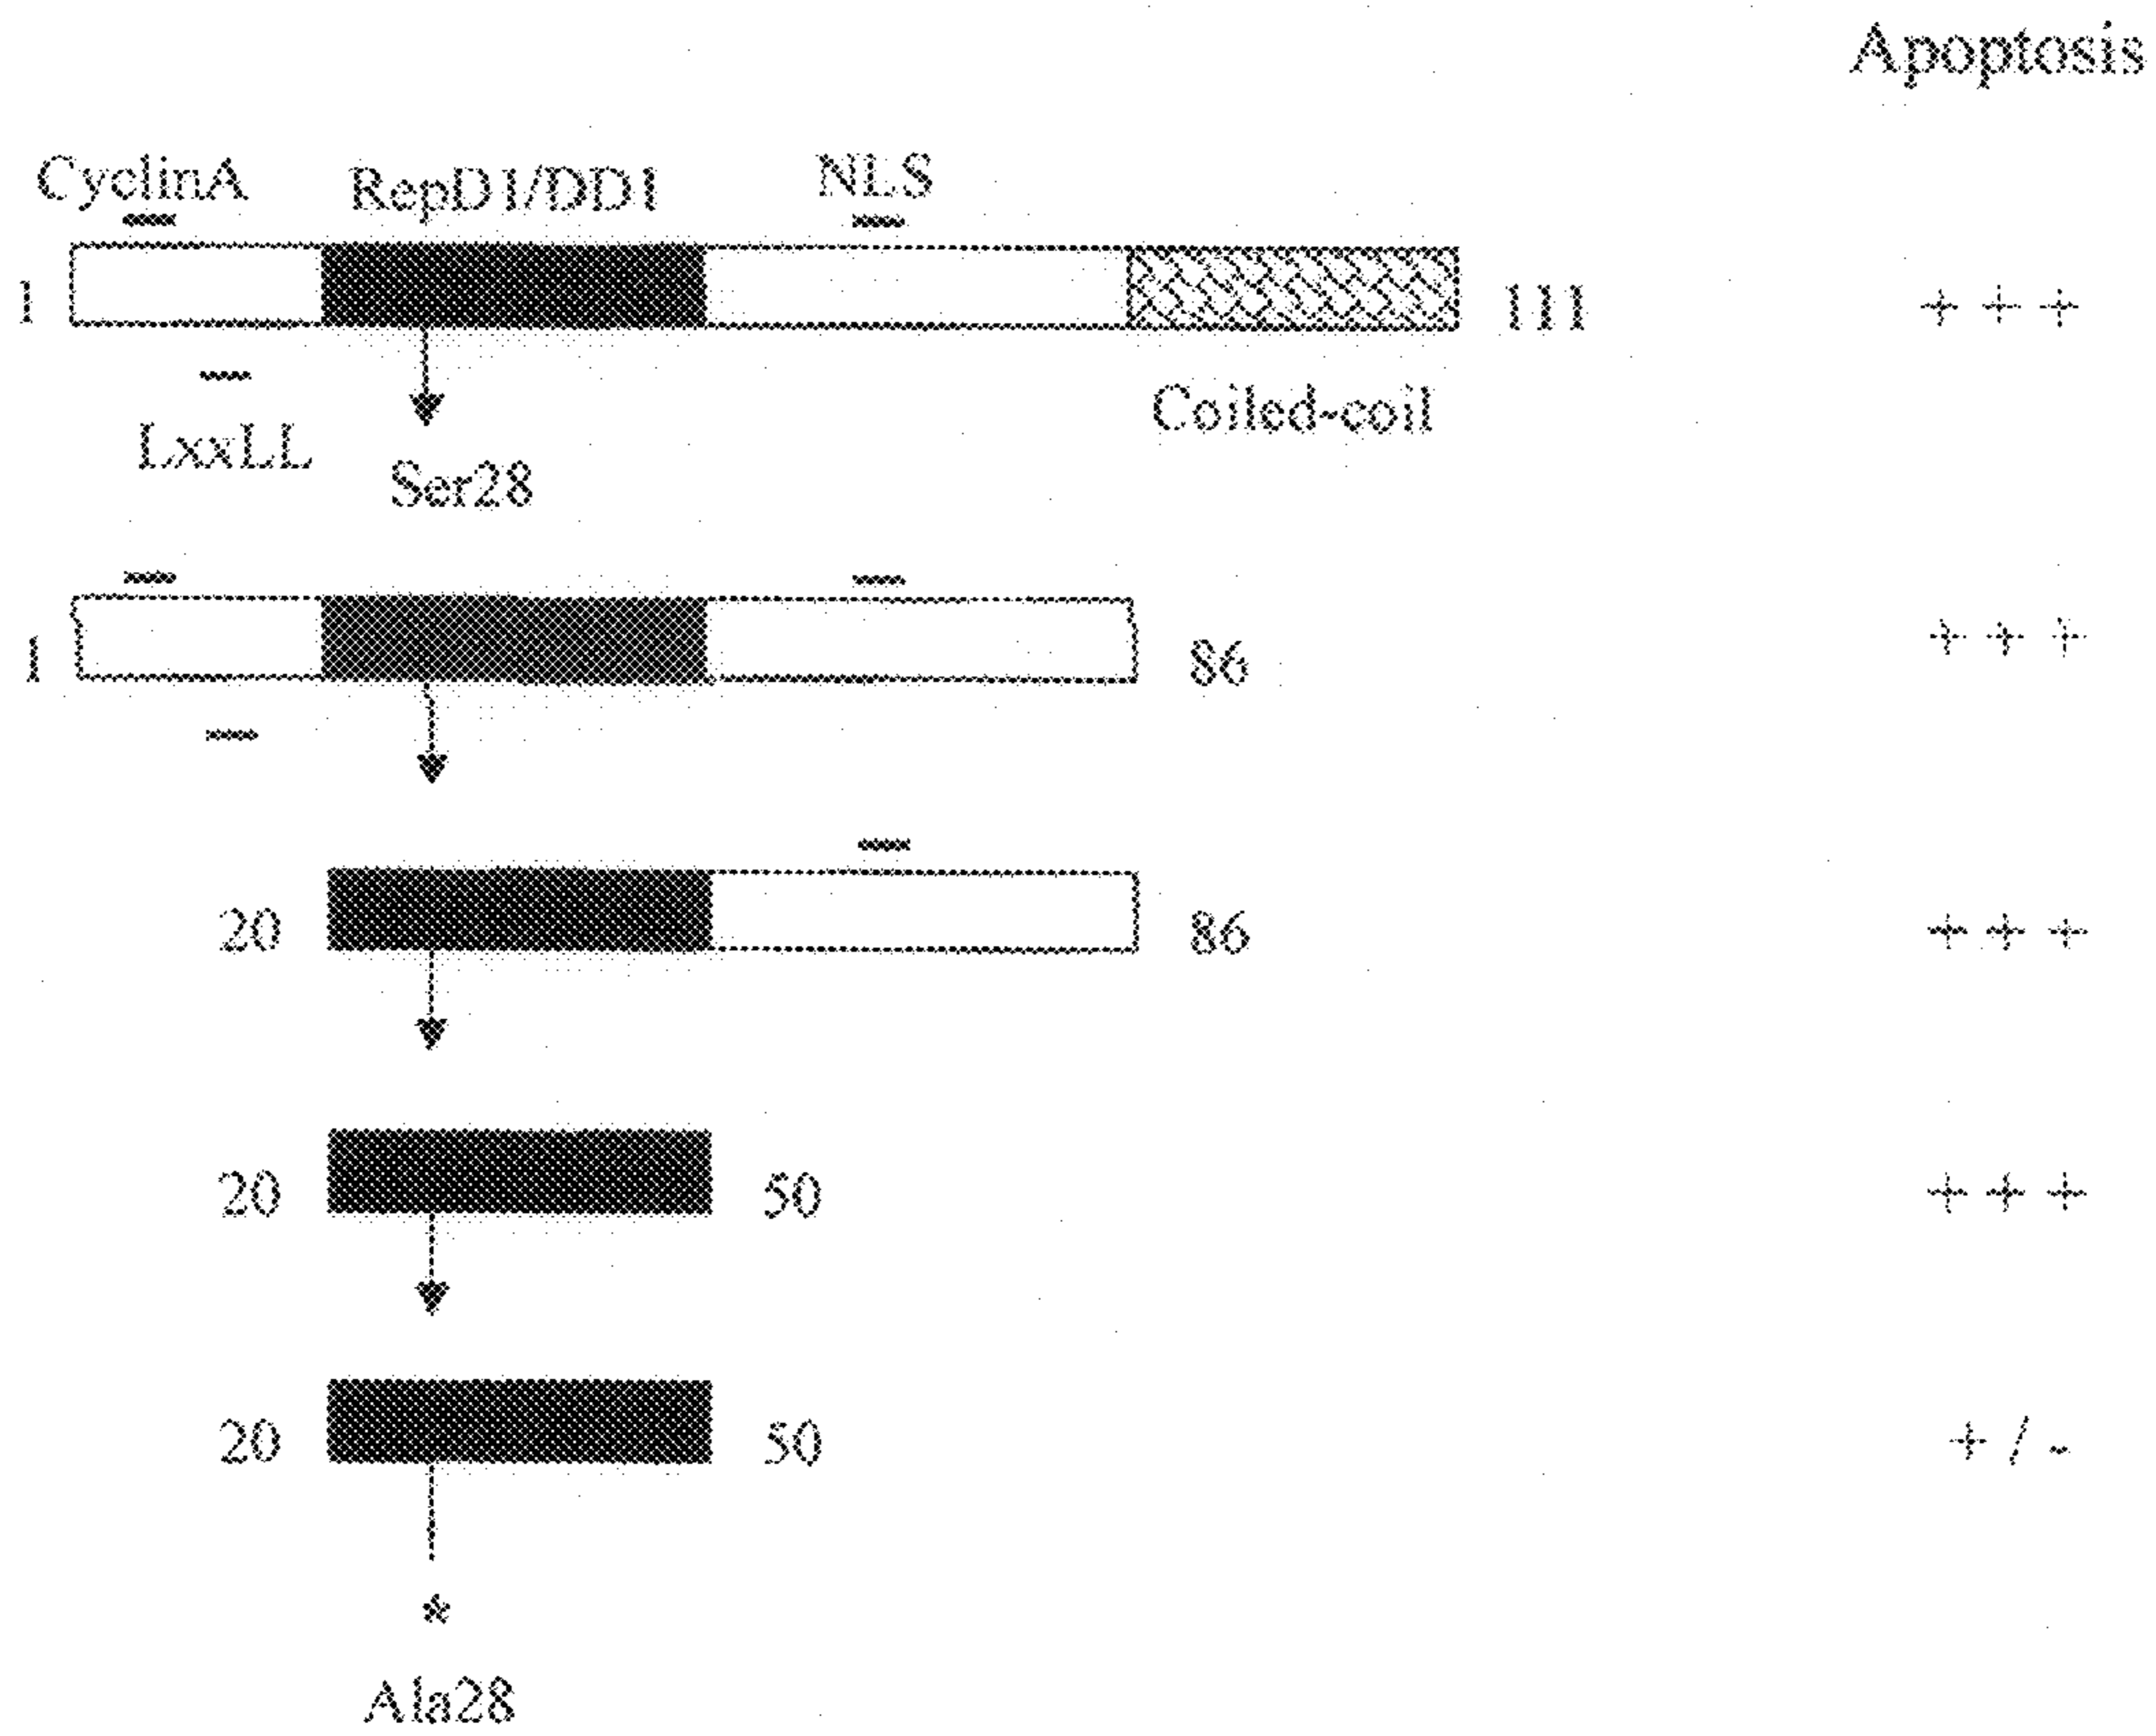 Apoptosis
CyclinA RepD1/DD1 NLS
1 111 + + +
LxxLL Ser28 Coiled-coil
1 86 + + +
20 86 + + +
20 50 + + +
20 50 + / -
*
Ala28